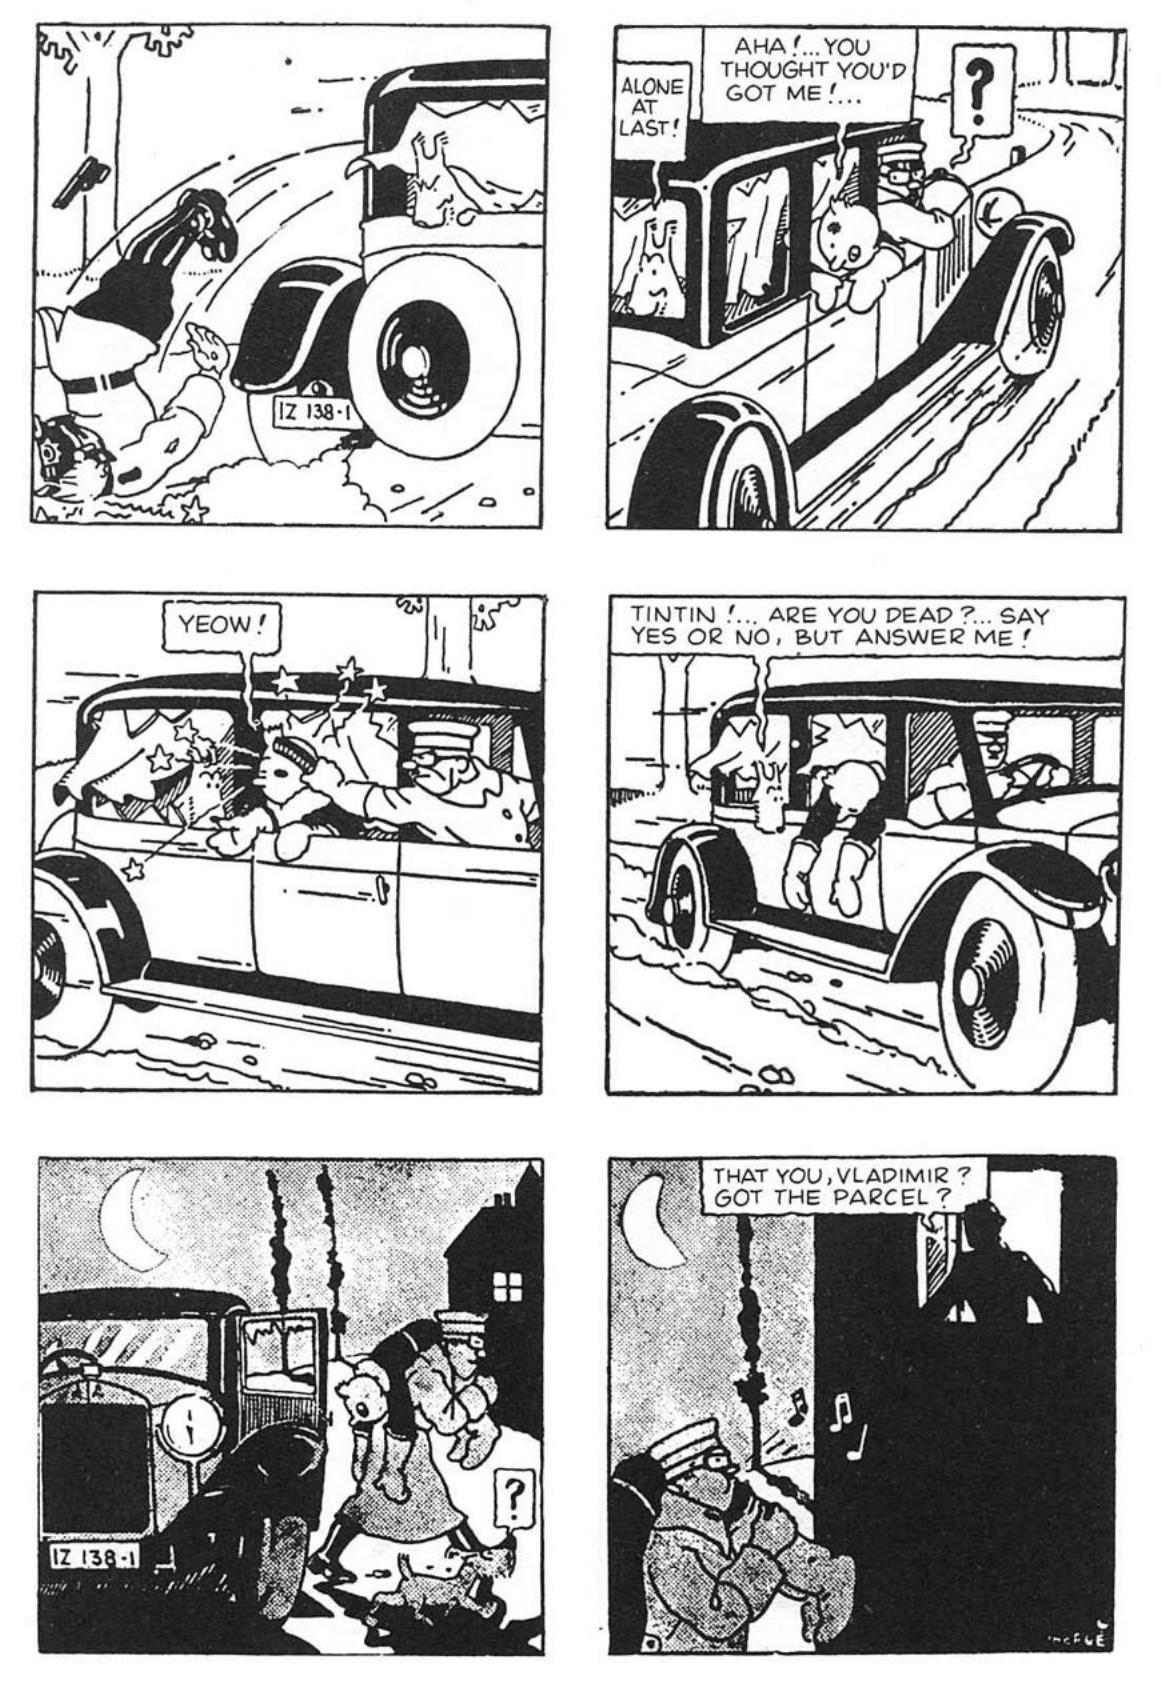 IZ 138-1
ALONE
AT
LAST!
AHA!...YOU
THOUGHT YOU'D
GOT ME!...
?
YEOW!
TINTIN!... ARE YOU DEAD?... SAY
YES OR NO, BUT ANSWER ME!
?
IZ 138-1
THAT YOU, VLADIMIR?
GOT THE PARCEL?